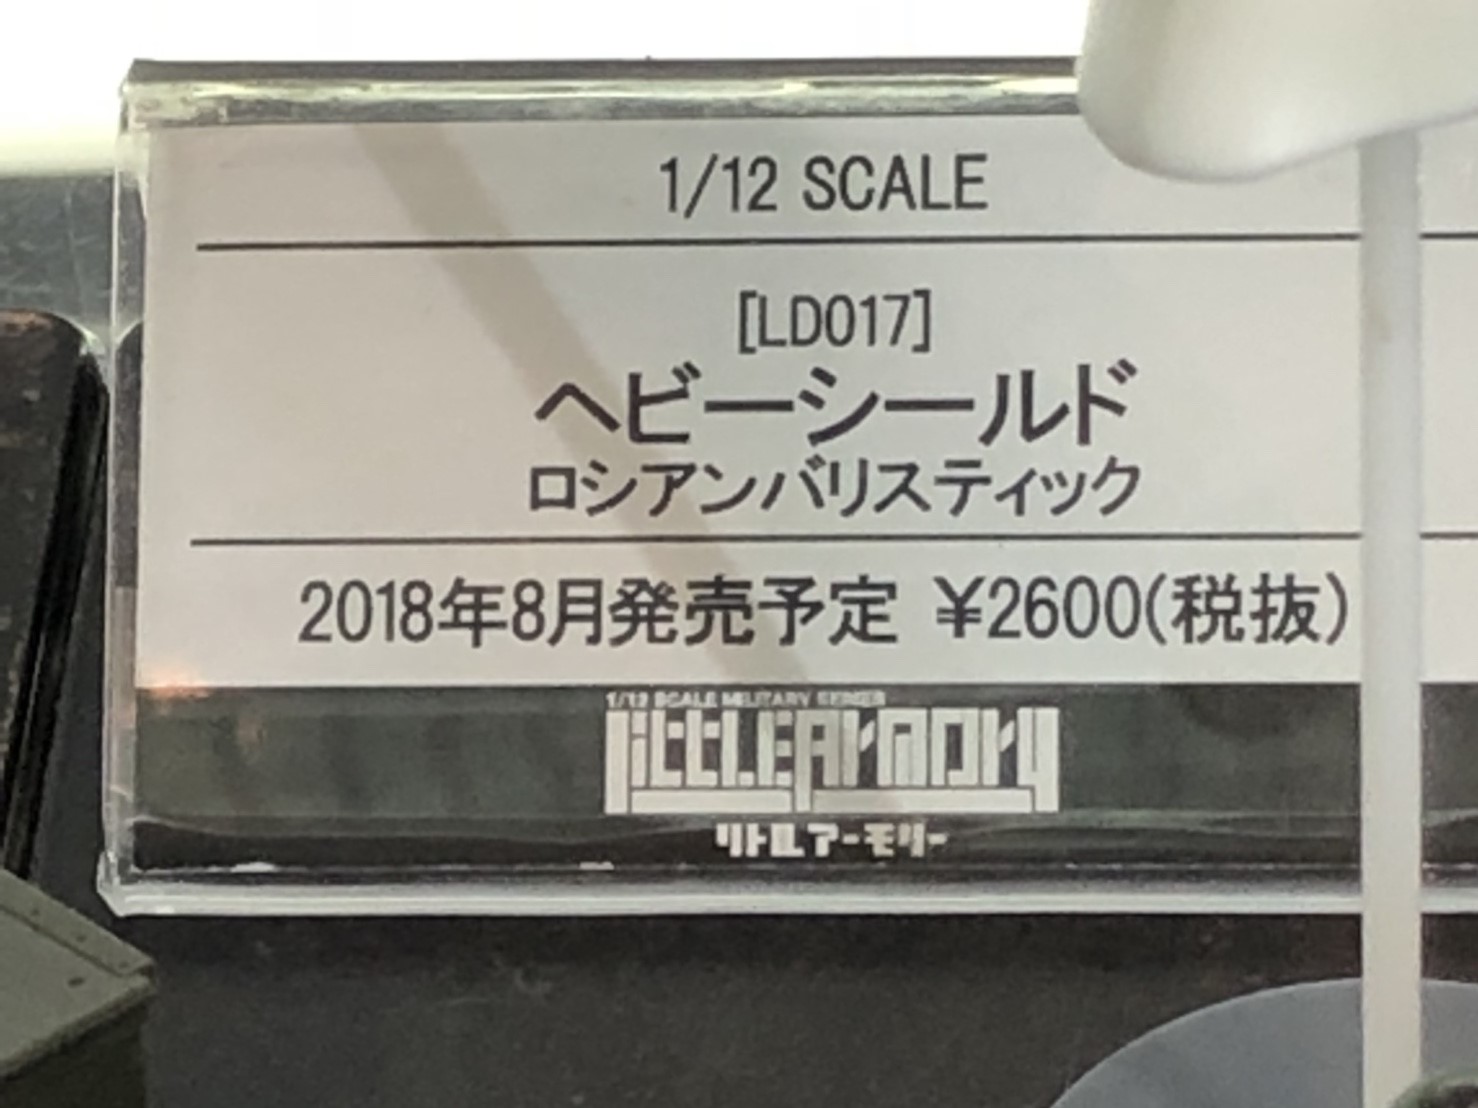 1/12 SCALE
[LD017]
ヘビーシールド
ロシアンバリスティック
2018年8月発売予定 ¥2600(税抜)
1/12 SCALE MILITARY SERIES
LittLEArmory
リトルアーモリー